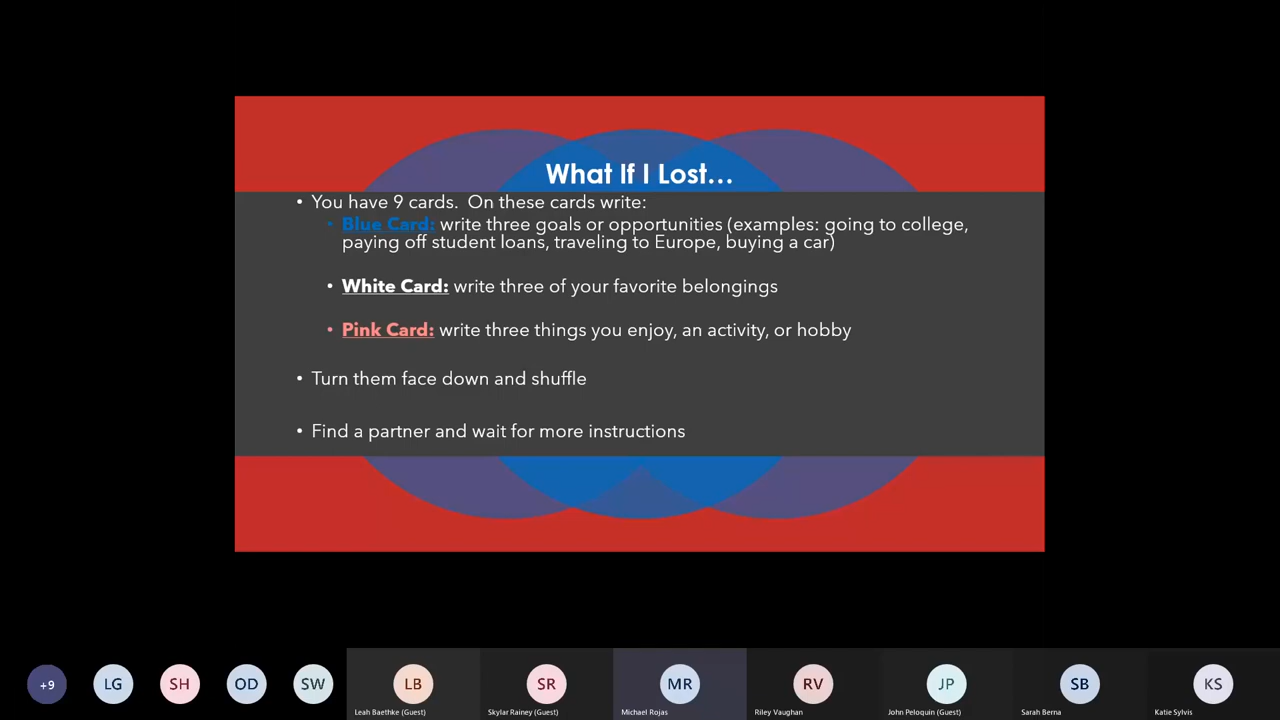 What If I Lost...
• You have 9 cards.  On these cards write:
• Blue Card: write three goals or opportunities (examples: going to college,
paying off student loans, traveling to Europe, buying a car)
• White Card: write three of your favorite belongings
• Pink Card: write three things you enjoy, an activity, or hobby
• Turn them face down and shuffle
• Find a partner and wait for more instructions
+9 LG SH OD SW LB SR MR RV JP SB KS
Leah Baethke (Guest) Skylar Rainey (Guest) Michael Rojas Riley Vaughan John Peloquin (Guest) Sarah Berna Katie Sylvis